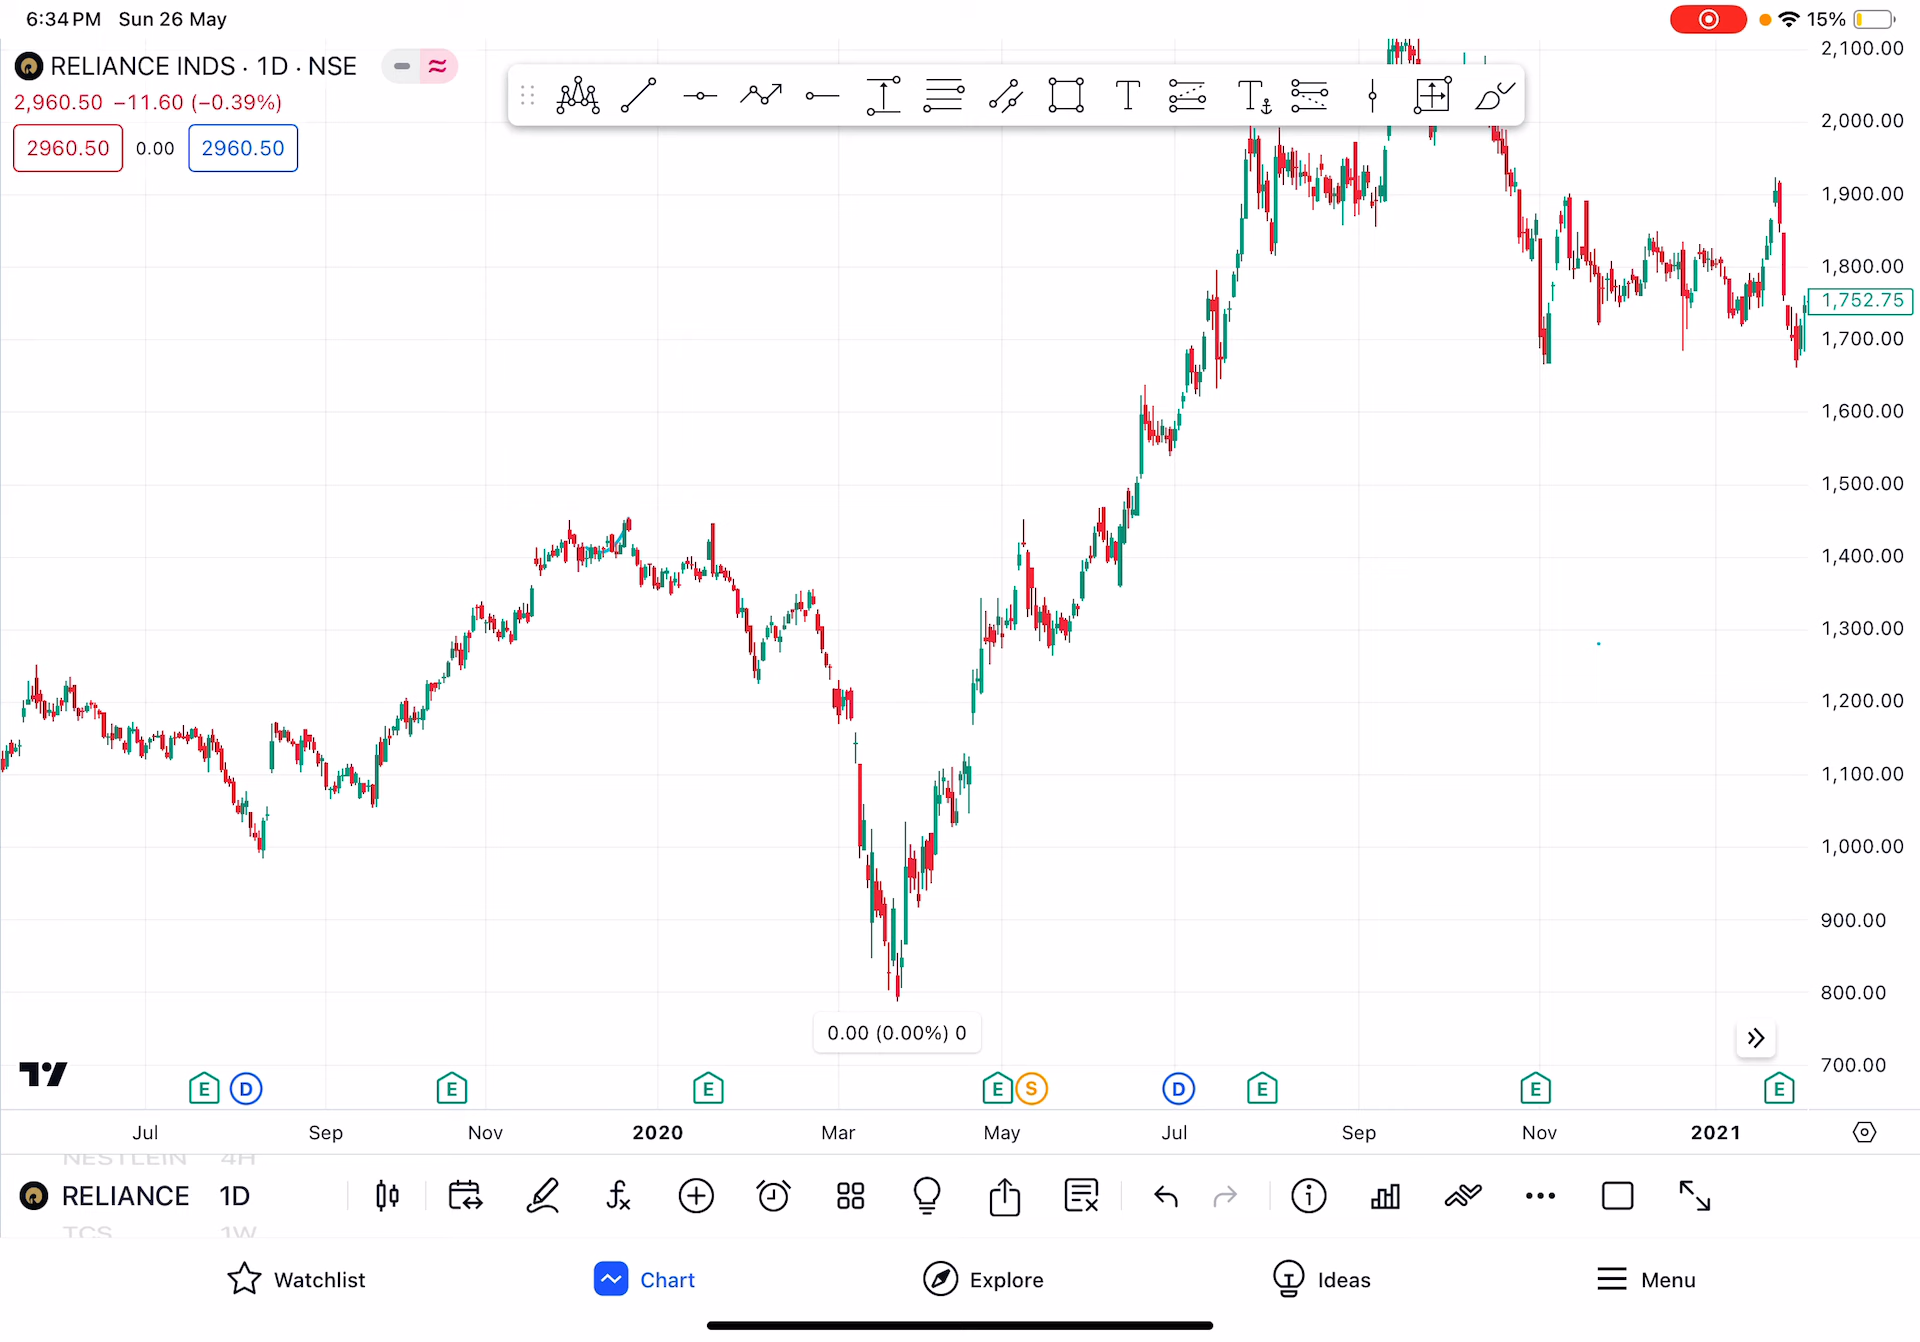 6:34 PM Sun 26 May
15%
RELIANCE INDS · 1D · NSE
2,960.50 −11.60 (−0.39%)
2960.50 0.00 2960.50
2,100.00
2,000.00
1,900.00
1,800.00
1,752.75
1,700.00
1,600.00
1,500.00
1,400.00
1,300.00
1,200.00
1,100.00
1,000.00
900.00
800.00
700.00
0.00 (0.00%) 0
E D E E E S D E E E
Jul Sep Nov 2020 Mar May Jul Sep Nov 2021
NESTLEIN 4H
RELIANCE 1D
TCS 1W
Watchlist Chart Explore Ideas Menu